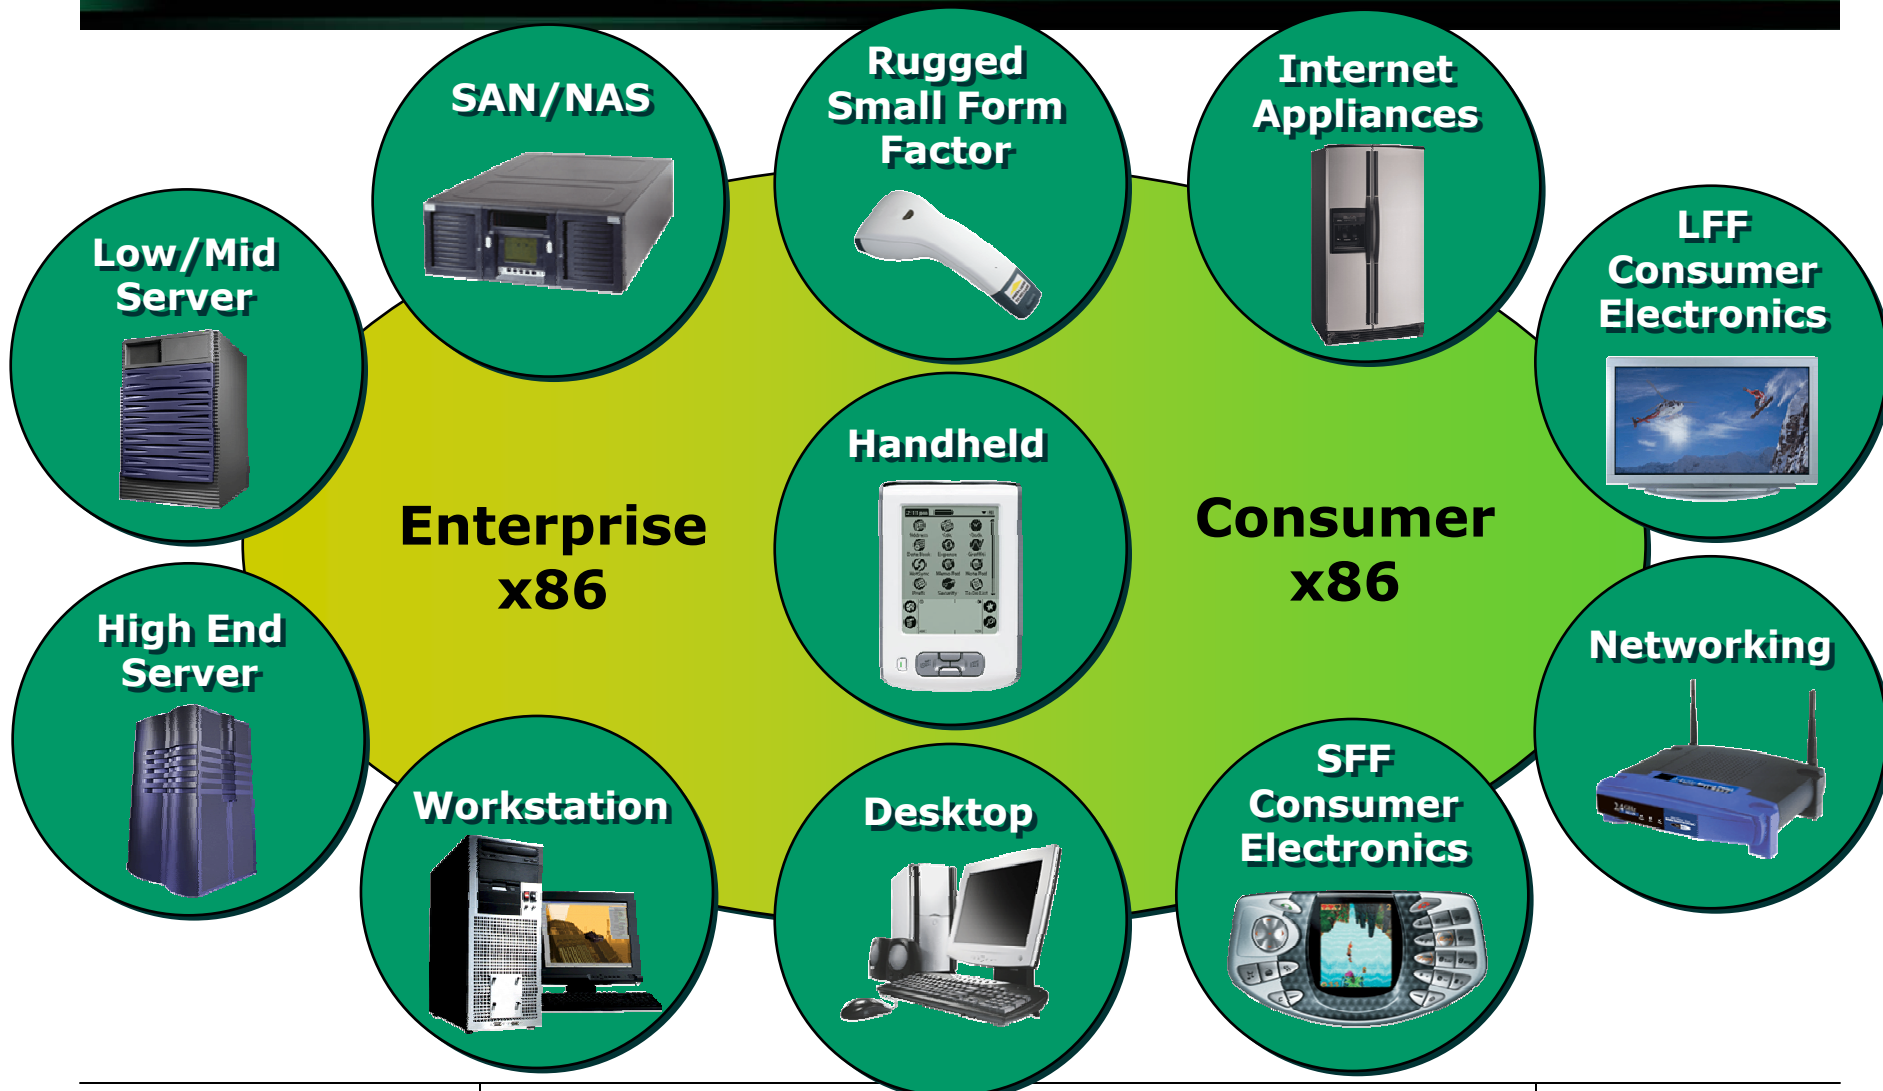 SAN/NAS
Rugged
Small Form
Factor
Internet
Appliances
Low/Mid
Server
LFF
Consumer
Electronics
Handheld
Enterprise
x86
Consumer
x86
High End
Server
Networking
Workstation
Desktop
SFF
Consumer
Electronics